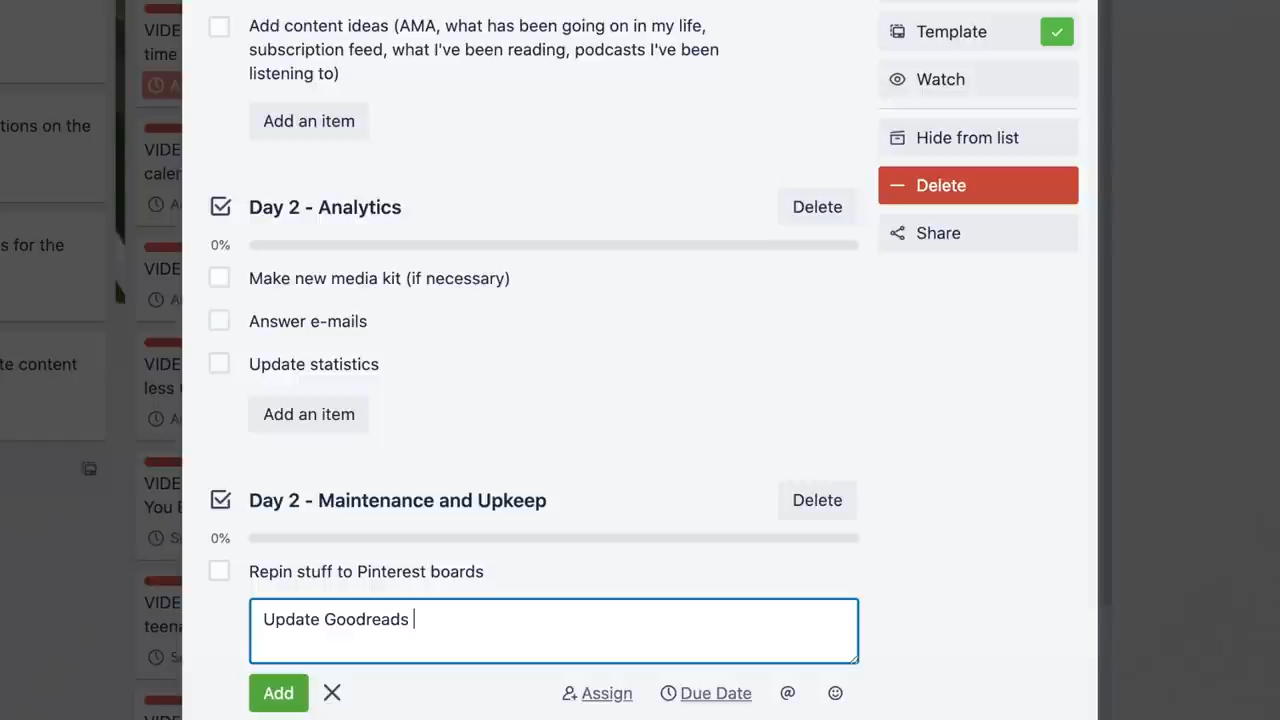 Add content ideas (AMA, what has been going on in my life,
subscription feed, what I've been reading, podcasts I've been
listening to)
Add an item
Day 2 - Analytics
Delete
0%
Make new media kit (if necessary)
Answer e-mails
Update statistics
Add an item
Day 2 - Maintenance and Upkeep
Delete
0%
Repin stuff to Pinterest boards
Update Goodreads
Add
Assign
Due Date
Template
Watch
Hide from list
Delete
Share
tions on the
s for the
te content
VIDE
time
VIDE
caler
VIDE
VIDE
less
VIDE
You
VIDE
teena
VIDE